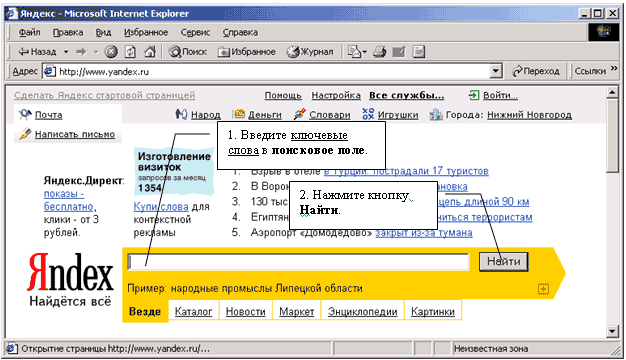 Яндекс - Microsoft Internet Explorer
Файл Правка Вид Избранное Сервис Справка
Назад Поиск Избранное Журнал
Адрес http://www.yandex.ru Переход Ссылки »
Сделать Яндекс стартовой страницей Помощь Настройка Все службы... Войти...
Почта Народ Деньги Словари Игрушки Города: Нижний Новгород
Написать письмо
1. Введите ключевые
слова в поисковое поле.
Изготовление
визиток
запросов за месяц
1354
Яндекс.Директ:
показы -
бесплатно,
клики - от 3
рублей.
Купи слова для
контекстной
рекламы
1. Взрыв в отеле в Турции: пострадали 17 туристов
2. В Ворон
3. 130 тыс цепь длиной 90 км
4. Египтян террористам
5. Аэропорт «Домодедово» закрыт из-за тумана
2. Нажмите кнопку
Найти.
Яndex
Найдётся всё
Найти
Пример: народные промыслы Липецкой области
Везде Каталог Новости Маркет Энциклопедии Картинки
Открытие страницы http://www.yandex.ru/... Неизвестная зона